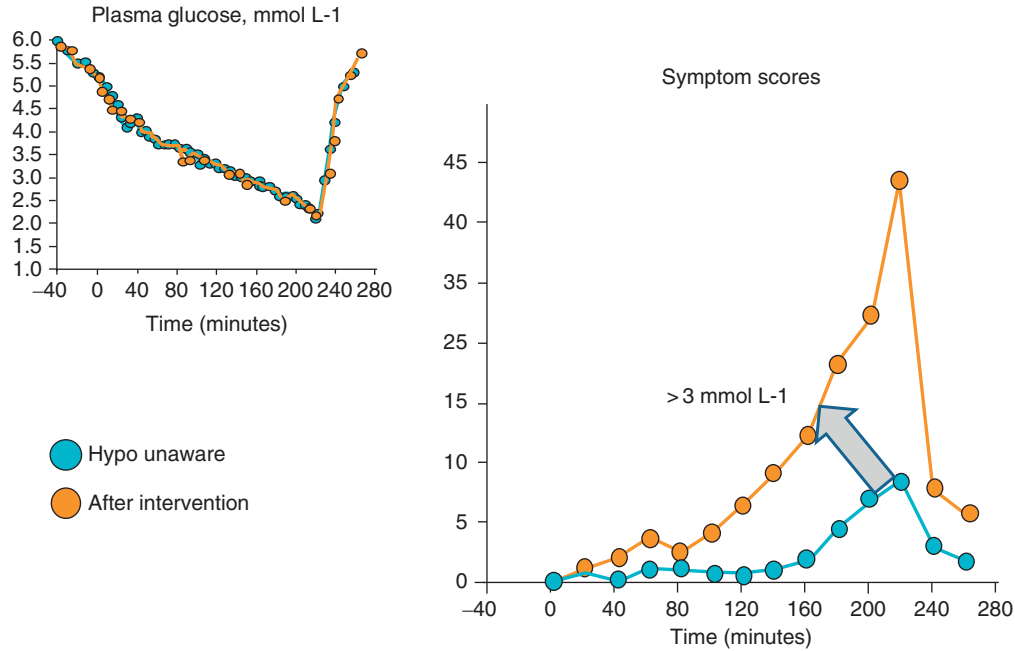 Plasma glucose, mmol L-1
6.0
5.5
5.0
4.5
4.0
3.5
3.0
2.5
2.0
1.5
1.0
–40 0 40 80 120 160 200 240 280
Time (minutes)
Hypo unaware
After intervention
Symptom scores
45
40
35
25
15
10
5
0
> 3 mmol L-1
–40 0 40 80 120 160 200 240 280
Time (minutes)